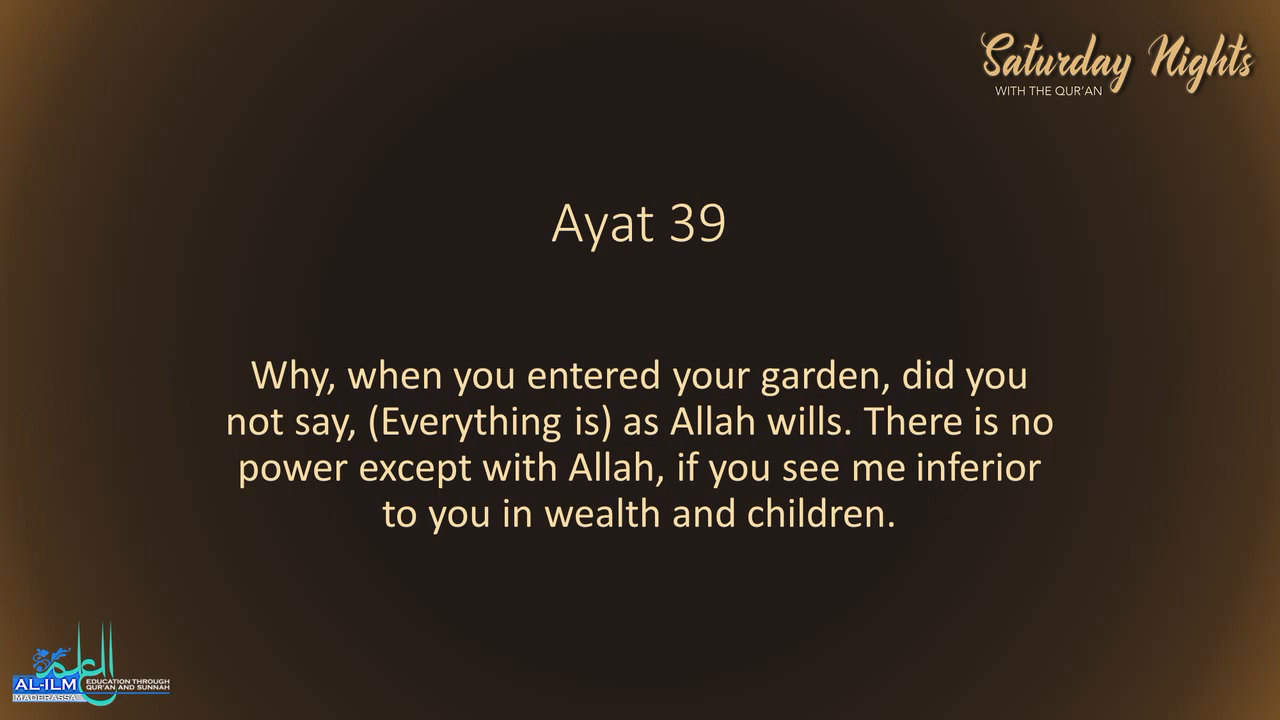 Saturday Nights
WITH THE QUR'AN
Ayat 39
Why, when you entered your garden, did you
not say, (Everything is) as Allah wills. There is no
power except with Allah, if you see me inferior
to you in wealth and children.
العلم
AL-ILM
MADERASSA
EDUCATION THROUGH
QUR'AN AND SUNNAH